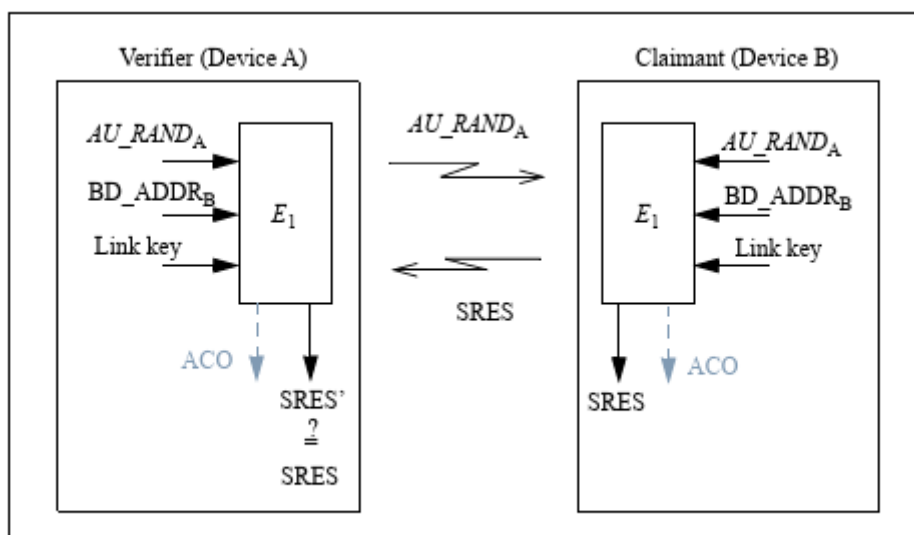 Verifier (Device A)
Claimant (Device B)
AU_RANDA
BD_ADDRB
Link key
E1
ACO
SRES’
?
=
SRES
AU_RANDA
SRES
E1
AU_RANDA
BD_ADDRB
Link key
SRES
ACO